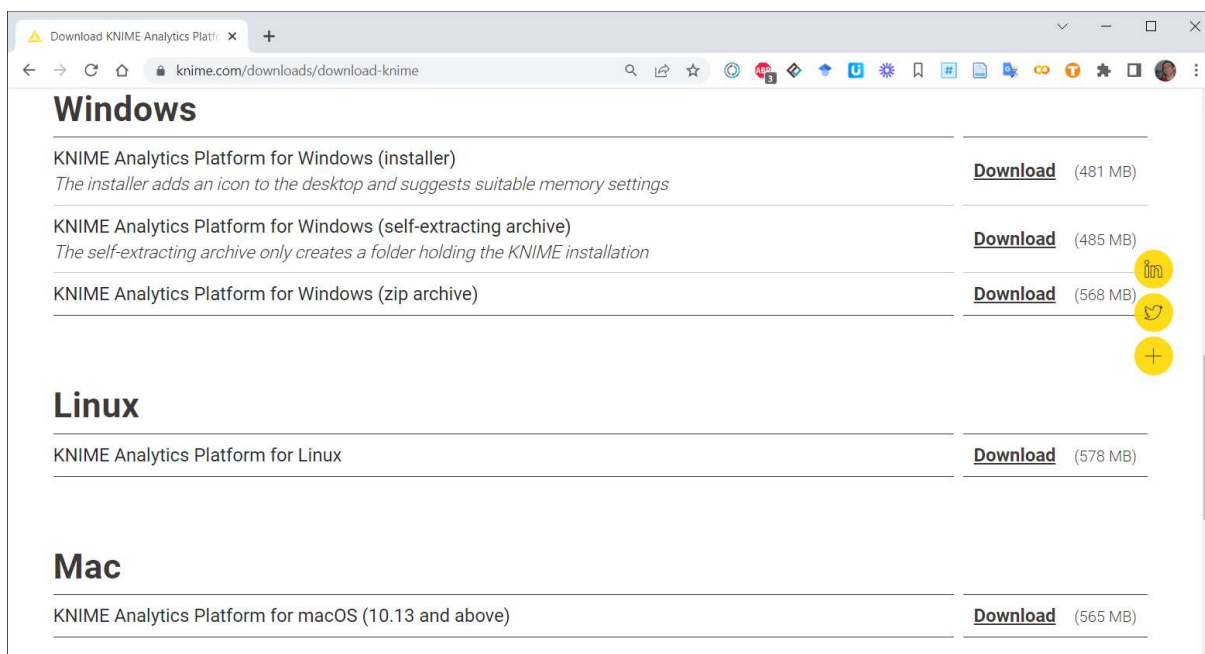 Download KNIME Analytics Platfo
knime.com/downloads/download-knime
ABP
3
Windows
KNIME Analytics Platform for Windows (installer)
The installer adds an icon to the desktop and suggests suitable memory settings
Download (481 MB)
KNIME Analytics Platform for Windows (self-extracting archive)
The self-extracting archive only creates a folder holding the KNIME installation
Download (485 MB)
in
KNIME Analytics Platform for Windows (zip archive)
Download (568 MB)
Linux
KNIME Analytics Platform for Linux
Download (578 MB)
Mac
KNIME Analytics Platform for macOS (10.13 and above)
Download (565 MB)